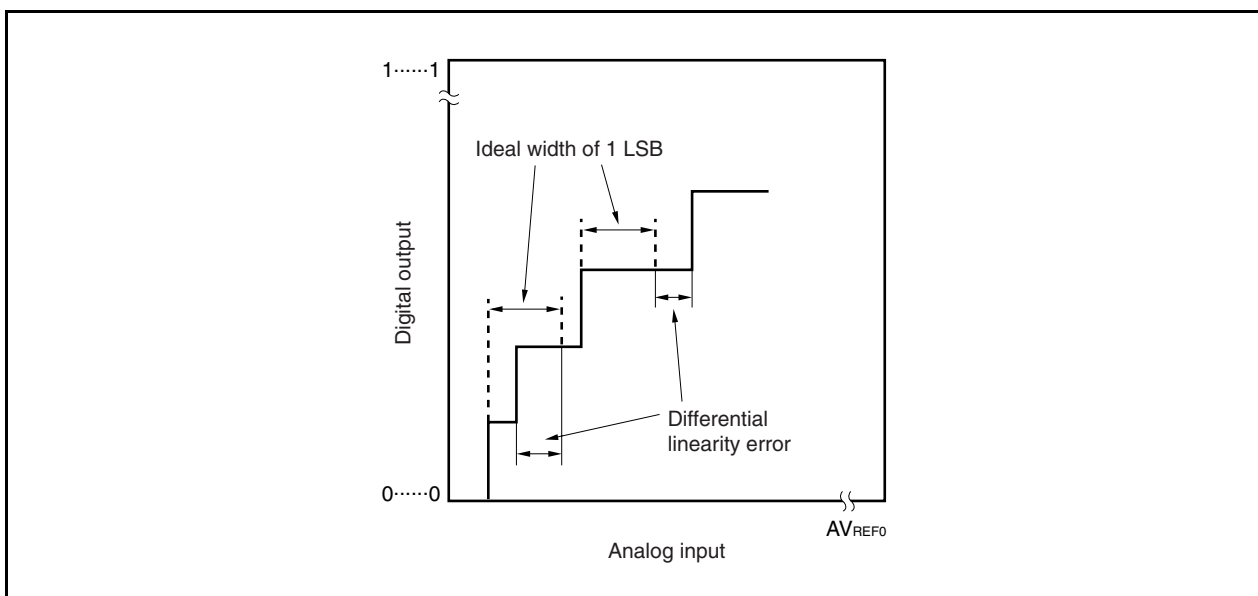 1······1
Ideal width of 1 LSB
Digital output
Differential
linearity error
0······0
AVREF0
Analog input